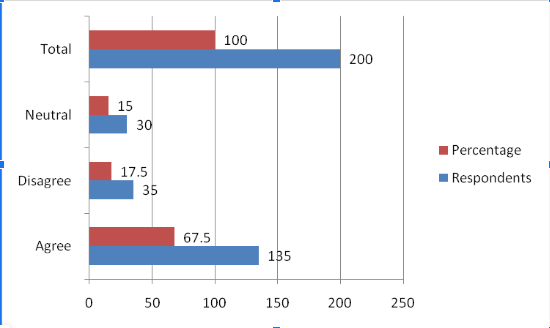 Total
100
200
Neutral
15
30
Disagree
17.5
35
Agree
67.5
135
0 50 100 150 200 250
Percentage
Respondents